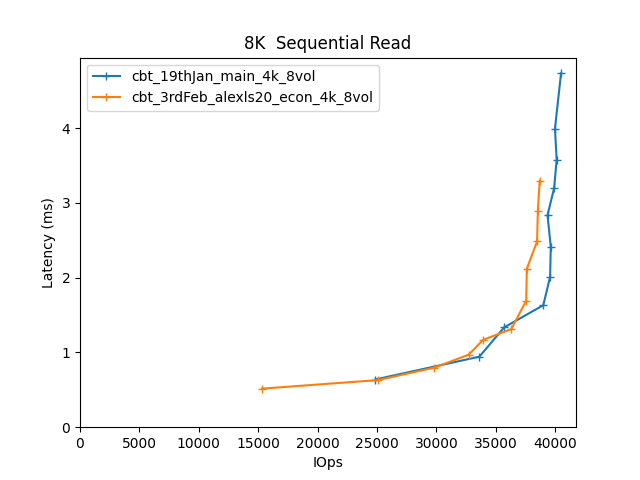 8K  Sequential Read
cbt_19thJan_main_4k_8vol
cbt_3rdFeb_alexls20_econ_4k_8vol
Latency (ms)
4
3
2
1
0
0 5000 10000 15000 20000 25000 30000 35000 40000
IOps